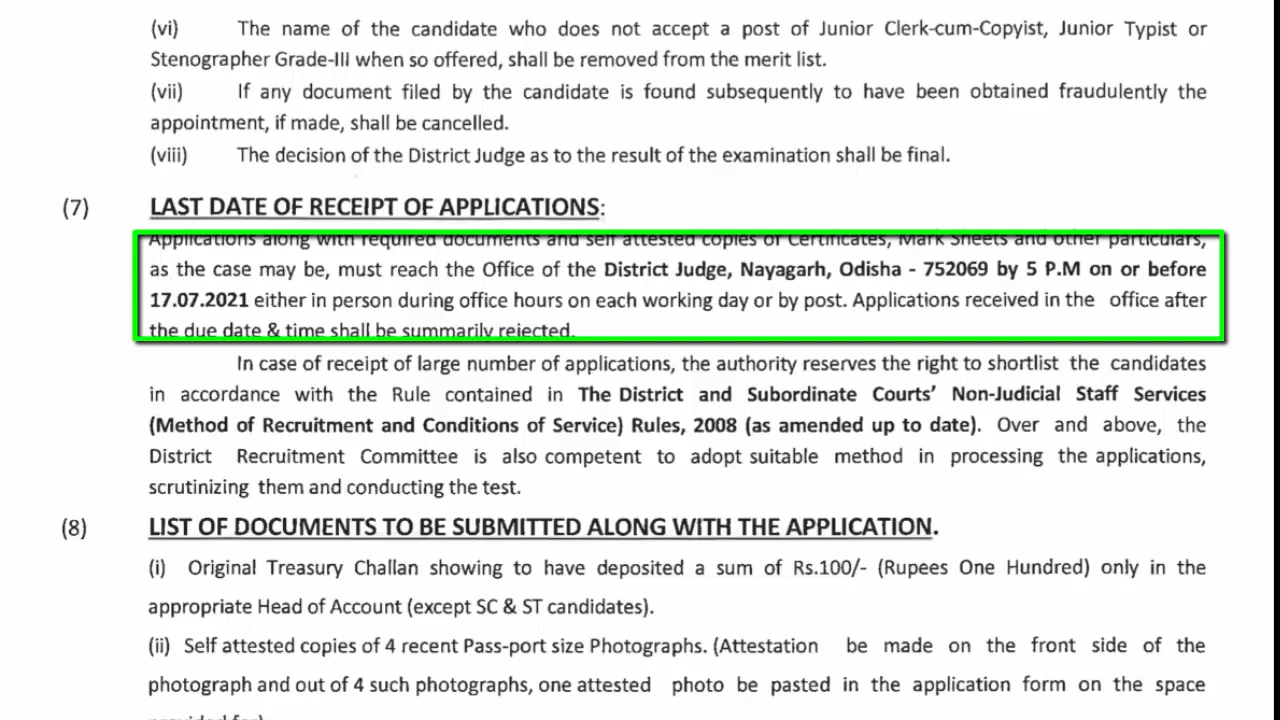 (vi) The name of the candidate who does not accept a post of Junior Clerk-cum-Copyist, Junior Typist or
Stenographer Grade-III when so offered, shall be removed from the merit list.
(vii) If any document filed by the candidate is found subsequently to have been obtained fraudulently the
appointment, if made, shall be cancelled.
(viii) The decision of the District Judge as to the result of the examination shall be final.
(7) LAST DATE OF RECEIPT OF APPLICATIONS:
Applications along with required documents and self attested copies of Certificates, Mark Sheets and other particulars,
as the case may be, must reach the Office of the District Judge, Nayagarh, Odisha - 752069 by 5 P.M on or before
17.07.2021 either in person during office hours on each working day or by post. Applications received in the office after
the due date & time shall be summarily rejected.
In case of receipt of large number of applications, the authority reserves the right to shortlist the candidates
in accordance with the Rule contained in The District and Subordinate Courts' Non-Judicial Staff Services
(Method of Recruitment and Conditions of Service) Rules, 2008 (as amended up to date). Over and above, the
District Recruitment Committee is also competent to adopt suitable method in processing the applications,
scrutinizing them and conducting the test.
(8) LIST OF DOCUMENTS TO BE SUBMITTED ALONG WITH THE APPLICATION.
(i) Original Treasury Challan showing to have deposited a sum of Rs.100/- (Rupees One Hundred) only in the
appropriate Head of Account (except SC & ST candidates).
(ii) Self attested copies of 4 recent Pass-port size Photographs. (Attestation be made on the front side of the
photograph and out of 4 such photographs, one attested photo be pasted in the application form on the space
provided for)